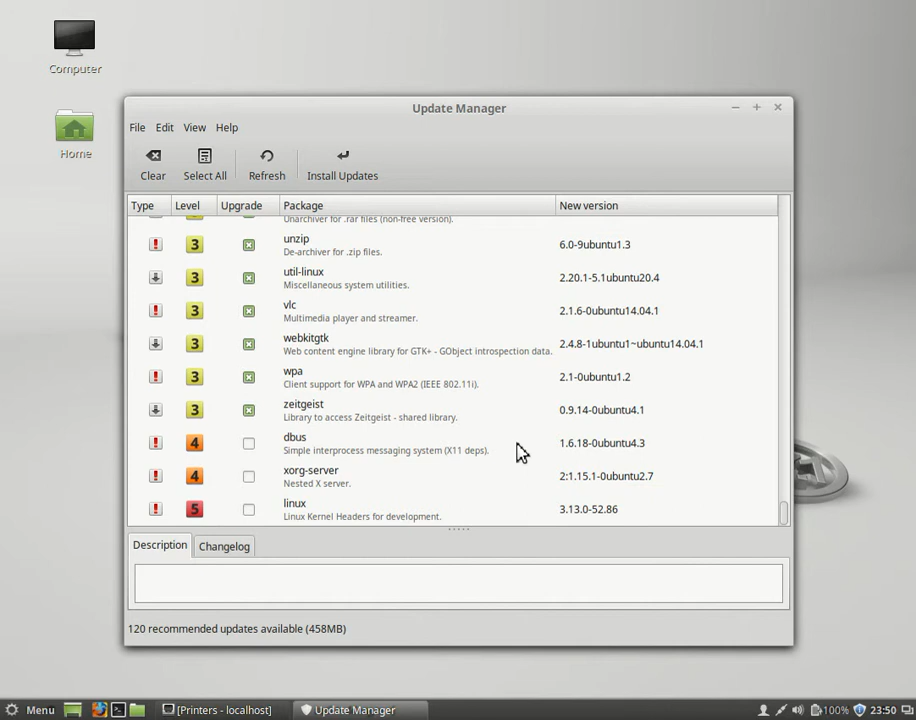 Computer
Home
Update Manager
File Edit View Help
Clear Select All Refresh Install Updates
Type Level Upgrade Package New version
Unarchiver for .rar files (non-free version).
! 3 unzip 6.0-9ubuntu1.3
De-archiver for .zip files.
3 util-linux 2.20.1-5.1ubuntu20.4
Miscellaneous system utilities.
! 3 vlc 2.1.6-0ubuntu14.04.1
Multimedia player and streamer.
3 webkitgtk 2.4.8-1ubuntu1~ubuntu14.04.1
Web content engine library for GTK+ - GObject introspection data.
! 3 wpa 2.1-0ubuntu1.2
Client support for WPA and WPA2 (IEEE 802.11i).
3 zeitgeist 0.9.14-0ubuntu4.1
Library to access Zeitgeist - shared library.
! 4 dbus 1.6.18-0ubuntu4.3
Simple interprocess messaging system (X11 deps).
! 4 xorg-server 2:1.15.1-0ubuntu2.7
Nested X server.
! 5 linux 3.13.0-52.86
Linux Kernel Headers for development.
Description Changelog
120 recommended updates available (458MB)
Menu [Printers - localhost] Update Manager 100% 23:50